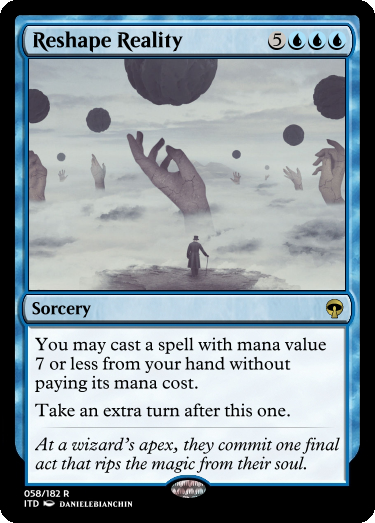 Reshape Reality 5
Sorcery
You may cast a spell with mana value
7 or less from your hand without
paying its mana cost.
Take an extra turn after this one.
At a wizard's apex, they commit one final
act that rips the magic from their soul.
058/182 R
ITD DANIELEBIANCHIN